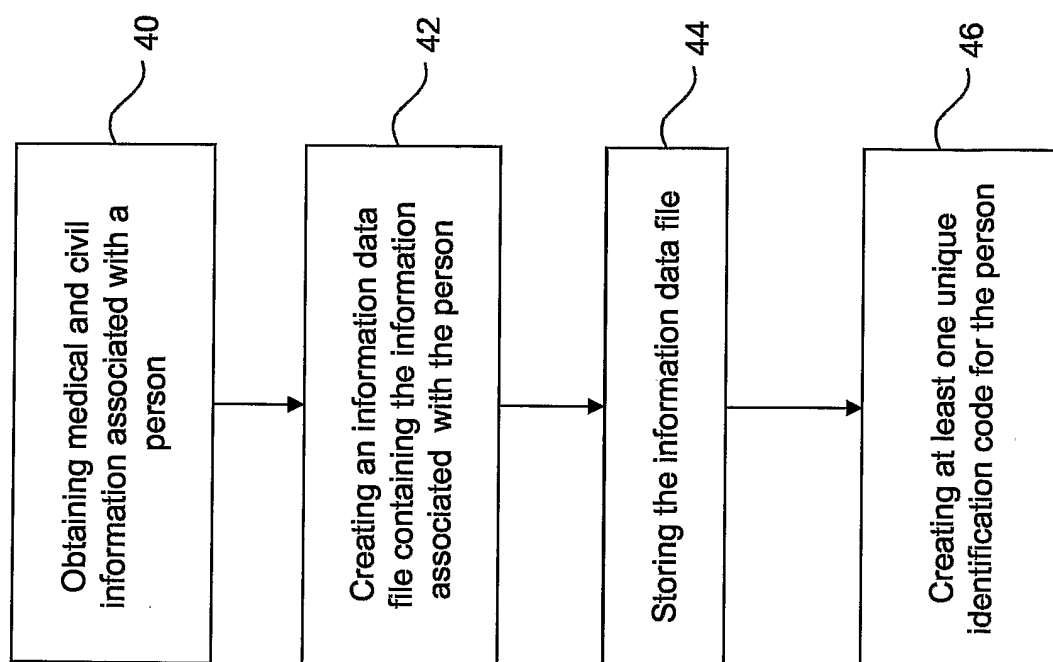 Obtaining medical and civil
information associated with a
person
40
Creating an information data
file containing the information
associated with the person
42
Storing the information data file
44
Creating at least one unique
identification code for the person
46